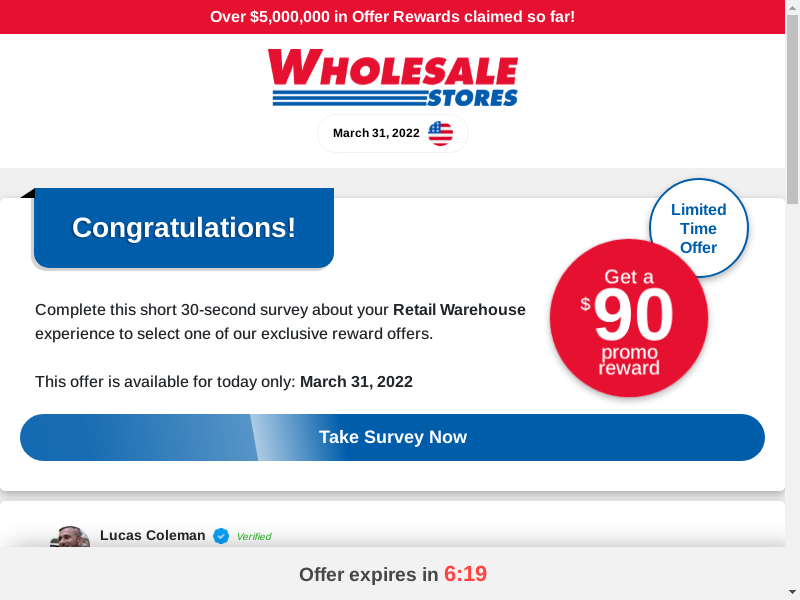 Over $5,000,000 in Offer Rewards claimed so far!
WHOLESALE
STORES
March 31, 2022
Congratulations!
Limited
Time
Offer
Get a
$90
promo
reward
Complete this short 30-second survey about your Retail Warehouse
experience to select one of our exclusive reward offers.
This offer is available for today only: March 31, 2022
Take Survey Now
Lucas Coleman
Verified
Offer expires in 6:19